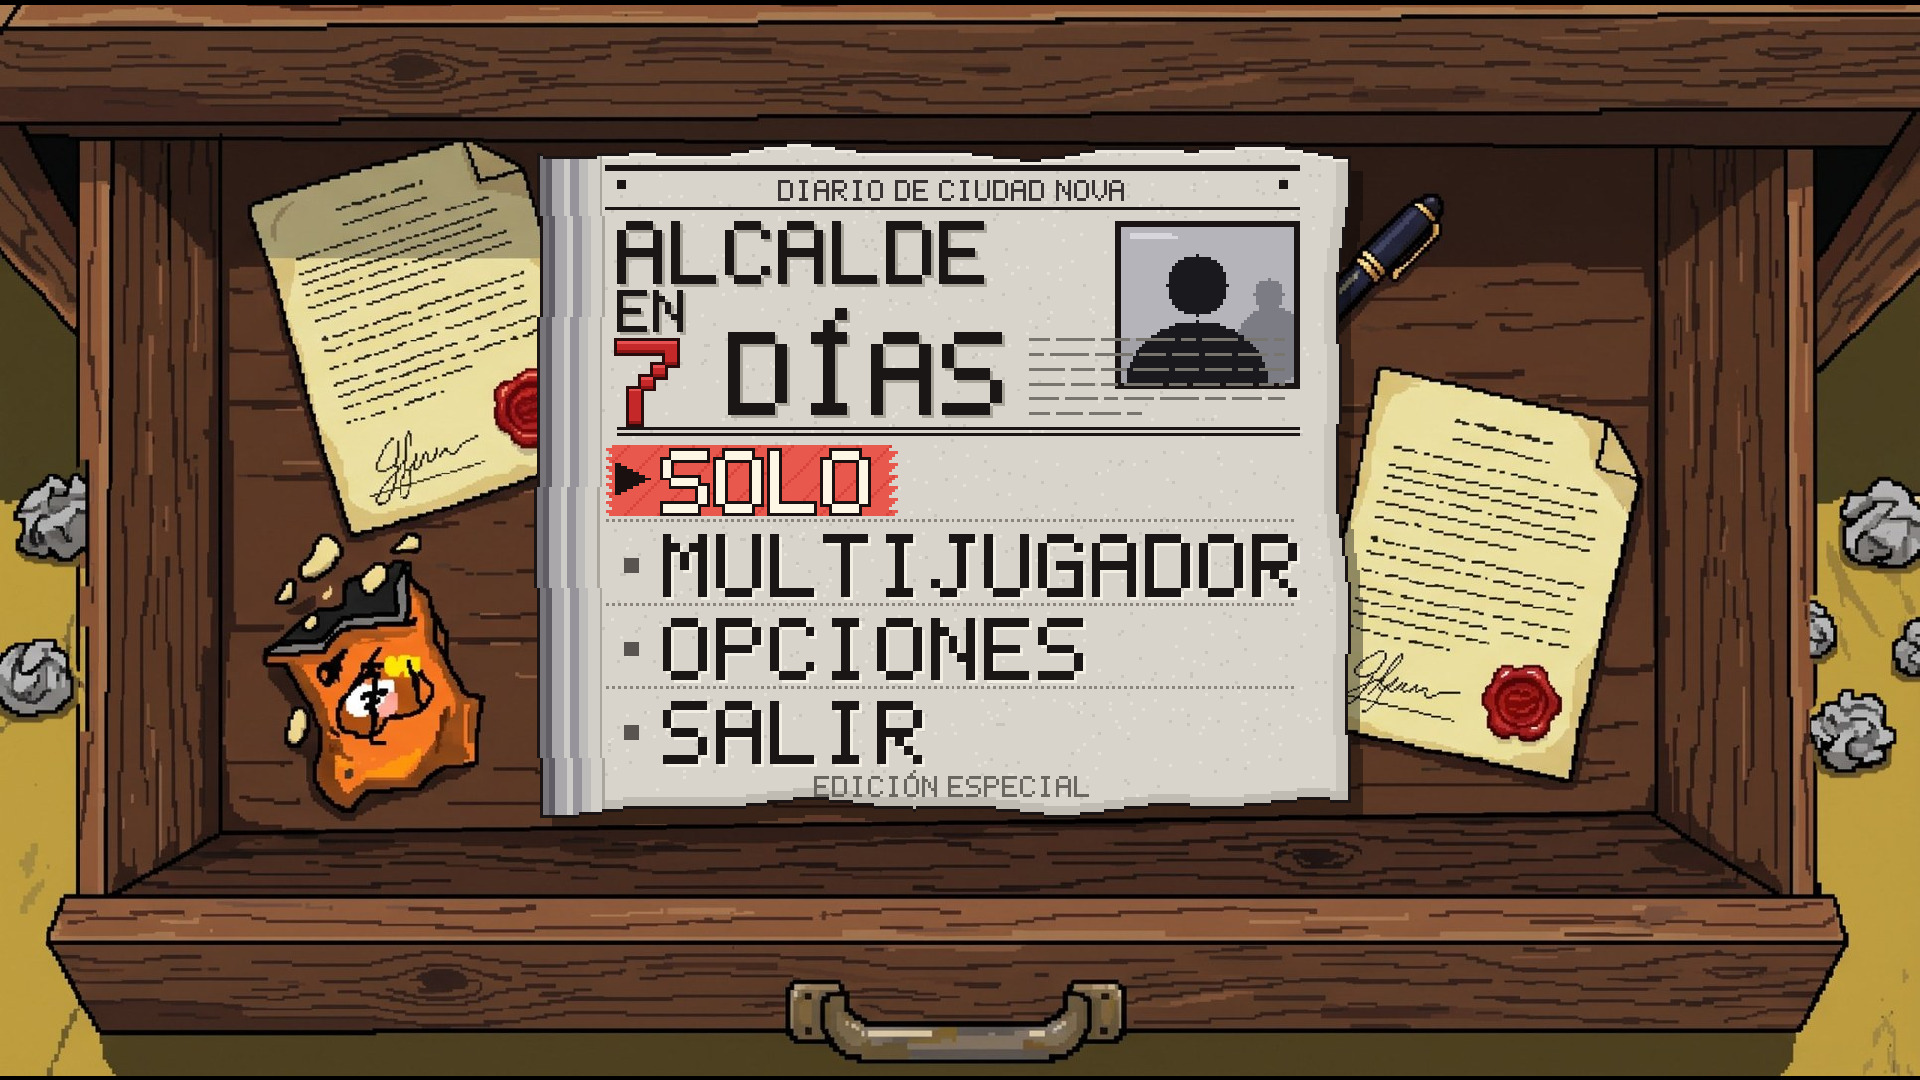 DIARIO DE CIUDAD NOVA
ALCALDE
EN
7 DÍAS
SOLO
MULTIJUGADOR
OPCIONES
SALIR
EDICIÓN ESPECIAL